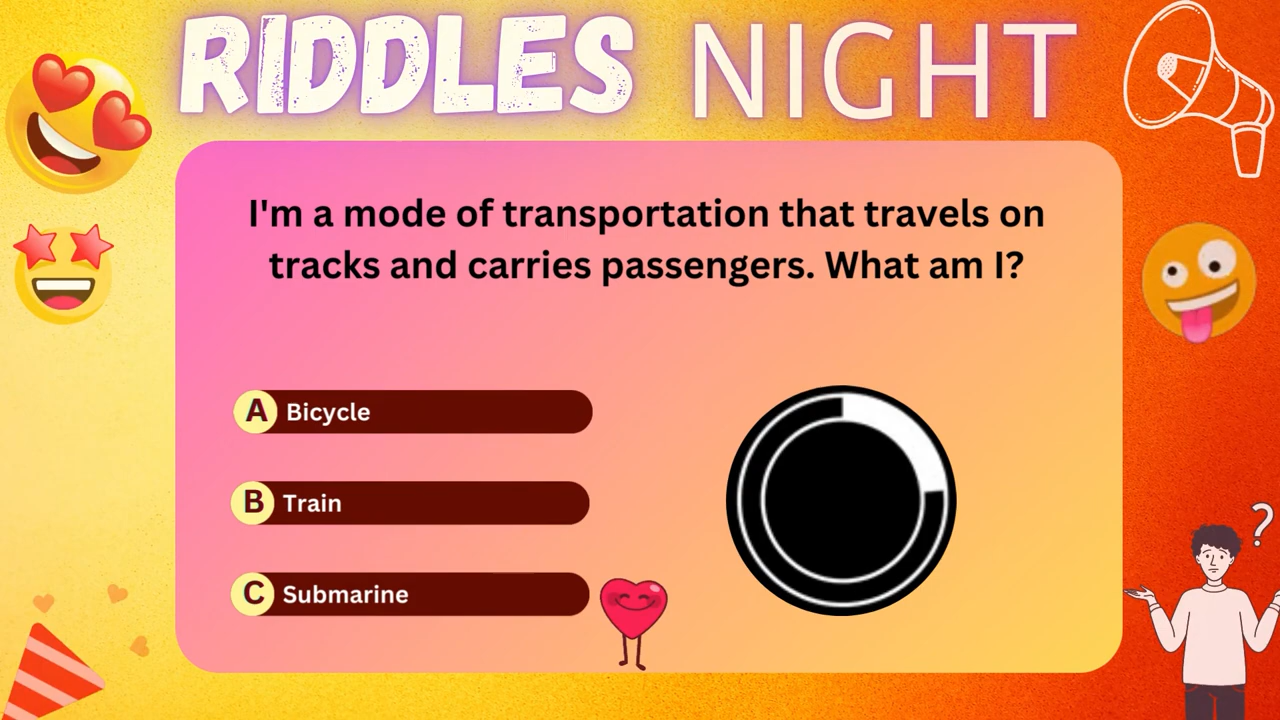 RIDDLES NIGHT
I'm a mode of transportation that travels on
tracks and carries passengers. What am I?
A Bicycle
B Train
C Submarine
?